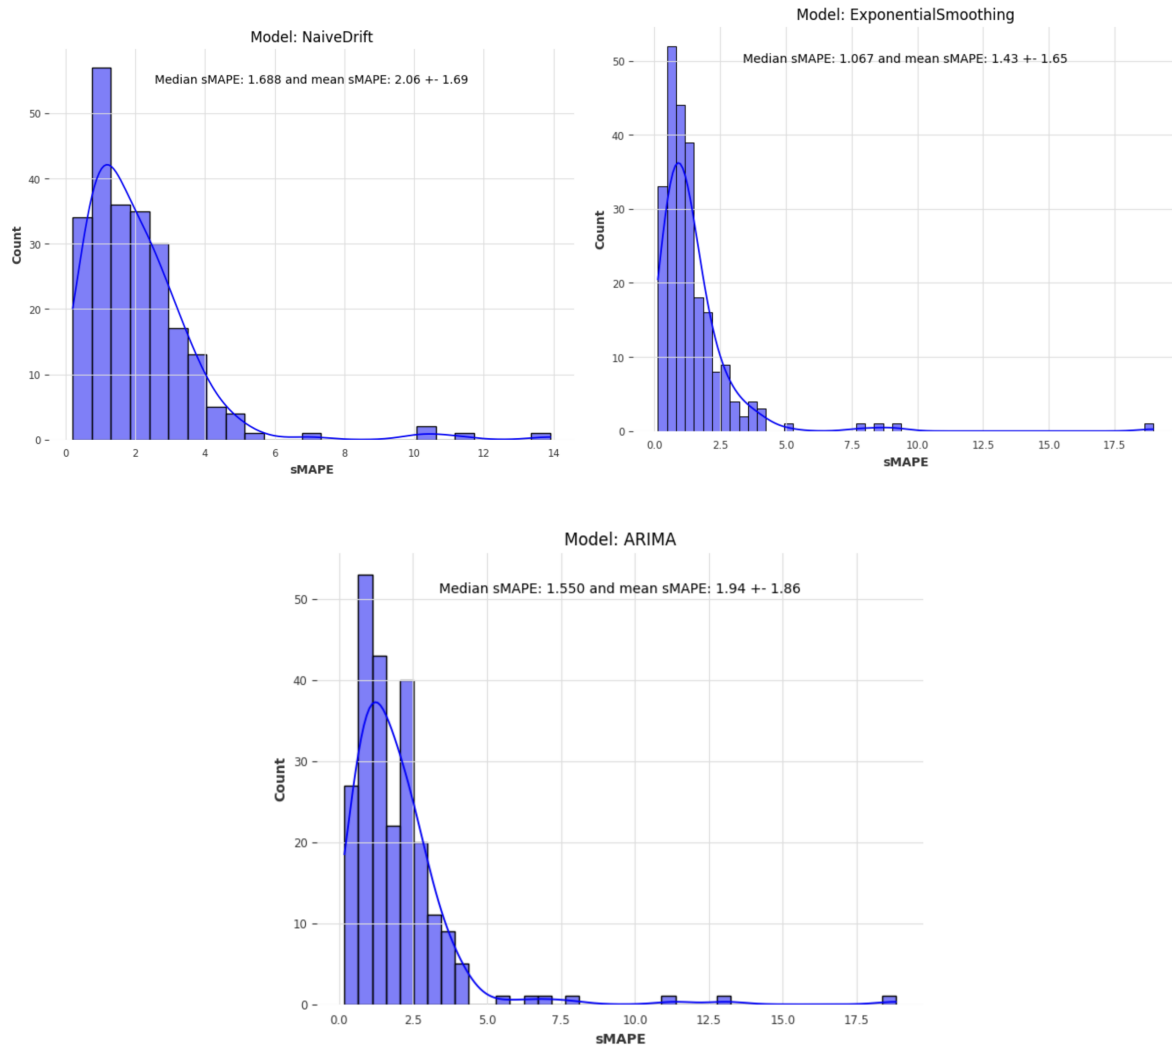 Model: NaiveDrift
Median sMAPE: 1.688 and mean sMAPE: 2.06 +- 1.69
Count
50
40
30
20
10
0
0 2 4 6 8 10 12 14
sMAPE
Model: ExponentialSmoothing
Median sMAPE: 1.067 and mean sMAPE: 1.43 +- 1.65
Count
50
40
30
20
10
0
0.0 2.5 5.0 7.5 10.0 12.5 15.0 17.5
sMAPE
Model: ARIMA
Median sMAPE: 1.550 and mean sMAPE: 1.94 +- 1.86
Count
50
40
30
20
10
0
0.0 2.5 5.0 7.5 10.0 12.5 15.0 17.5
sMAPE